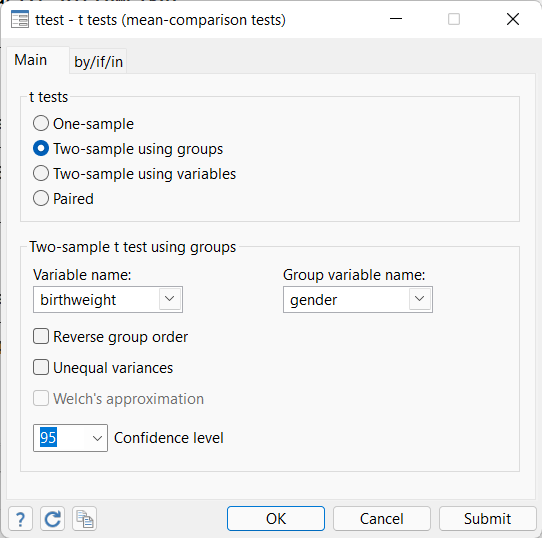 ttest - t tests (mean-comparison tests)
Main by/if/in
t tests
One-sample
Two-sample using groups
Two-sample using variables
Paired
Two-sample t test using groups
Variable name: Group variable name:
birthweight gender
Reverse group order
Unequal variances
Welch's approximation
95 Confidence level
? OK Cancel Submit